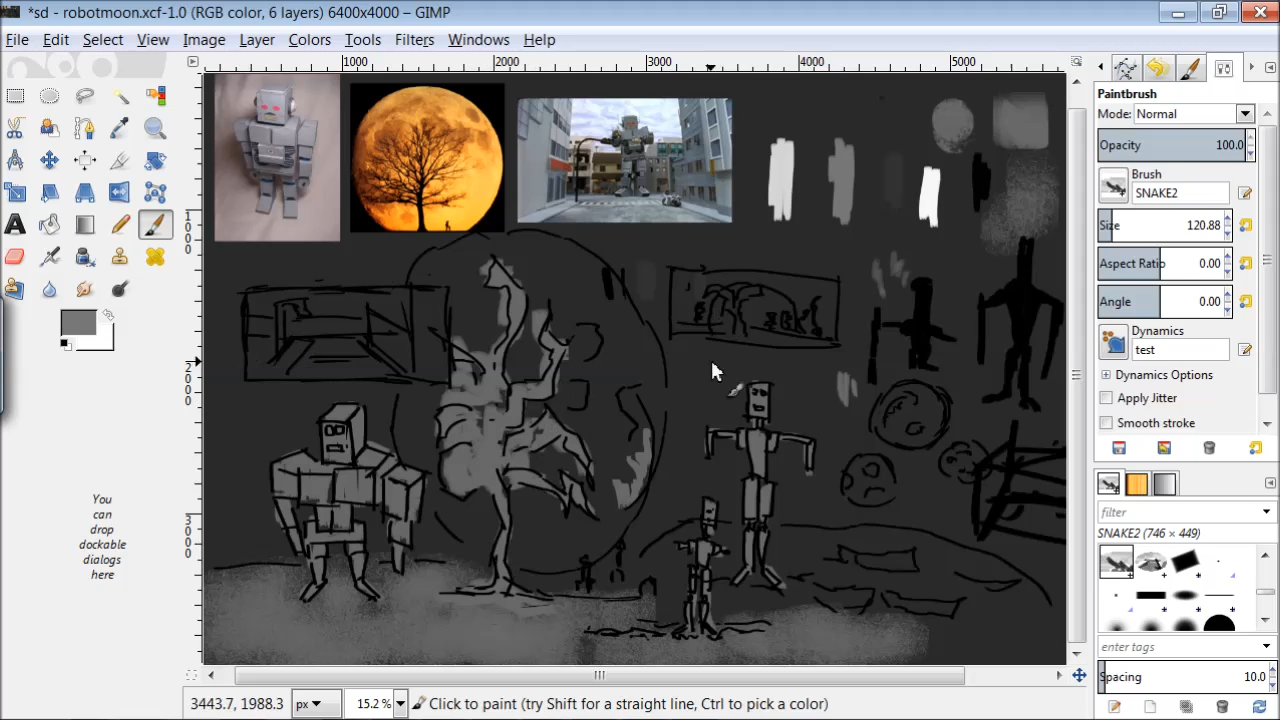 *sd - robotmoon.xcf-1.0 (RGB color, 6 layers) 6400x4000 – GIMP
File Edit Select View Image Layer Colors Tools Filters Windows Help
1000 2000 3000 4000 5000
1000
2000
3000
You
can
drop
dockable
dialogs
here
Paintbrush
Mode: Normal
Opacity 100.0
Brush
SNAKE2
Size 120.88
Aspect Ratio 0.00
Angle 0.00
Dynamics
test
Dynamics Options
Apply Jitter
Smooth stroke
filter
SNAKE2 (746 × 449)
enter tags
Spacing 10.0
3443.7, 1988.3 px 15.2 % Click to paint (try Shift for a straight line, Ctrl to pick a color)